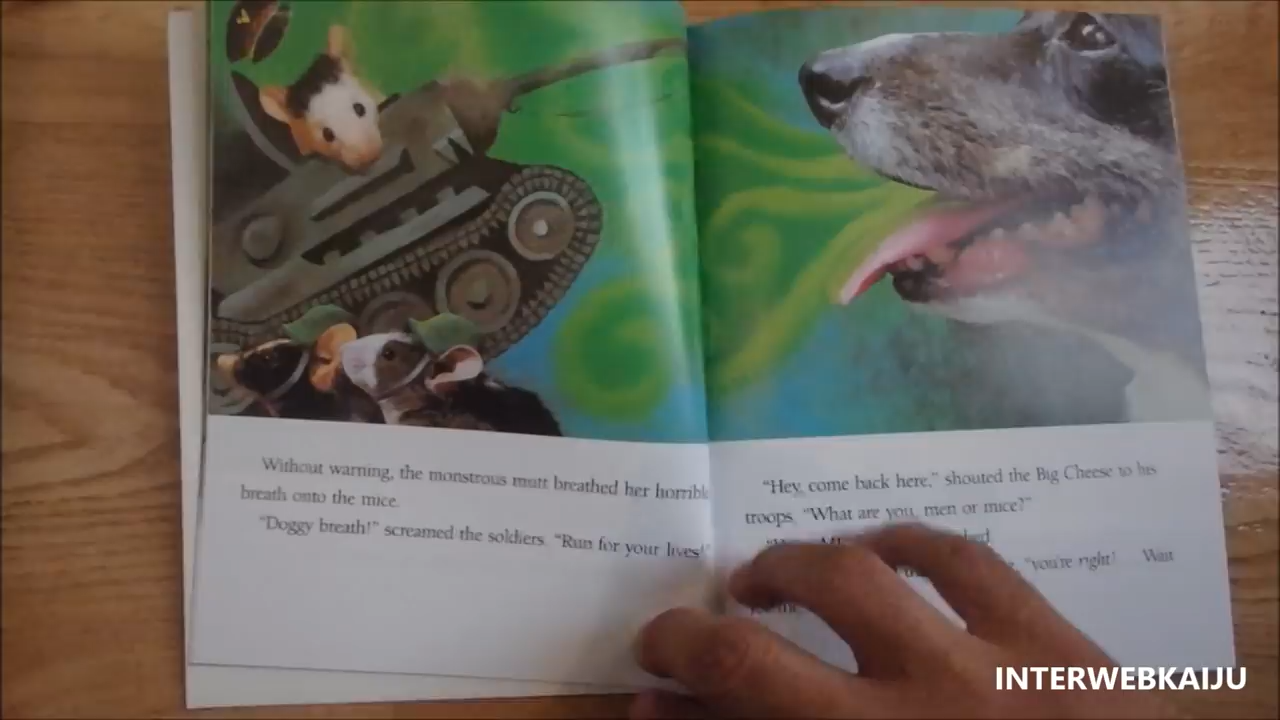 Without warning, the monstrous mutt breathed her horrible
breath onto the mice.
"Doggy breath!" screamed the soldiers. "Run for your lives!"
"Hey, come back here," shouted the Big Cheese to his
troops. "What are you, men or mice?"
"you're right! Wait
INTERWEBKAIJU